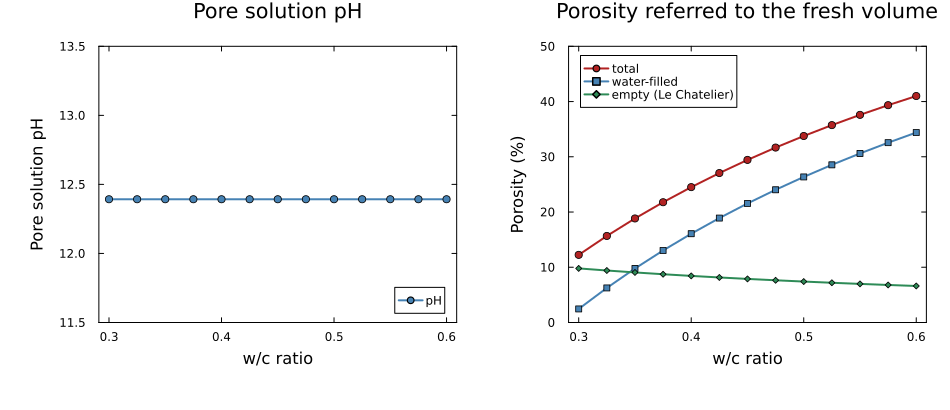 Pore solution pH
Pore solution pH
13.5
13.0
12.5
12.0
11.5
pH
0.3
0.4
0.5
0.6
w/c ratio
Porosity referred to the fresh volume
Porosity (%)
50
40
30
20
10
0
total
water-filled
empty (Le Chatelier)
0.3
0.4
0.5
0.6
w/c ratio